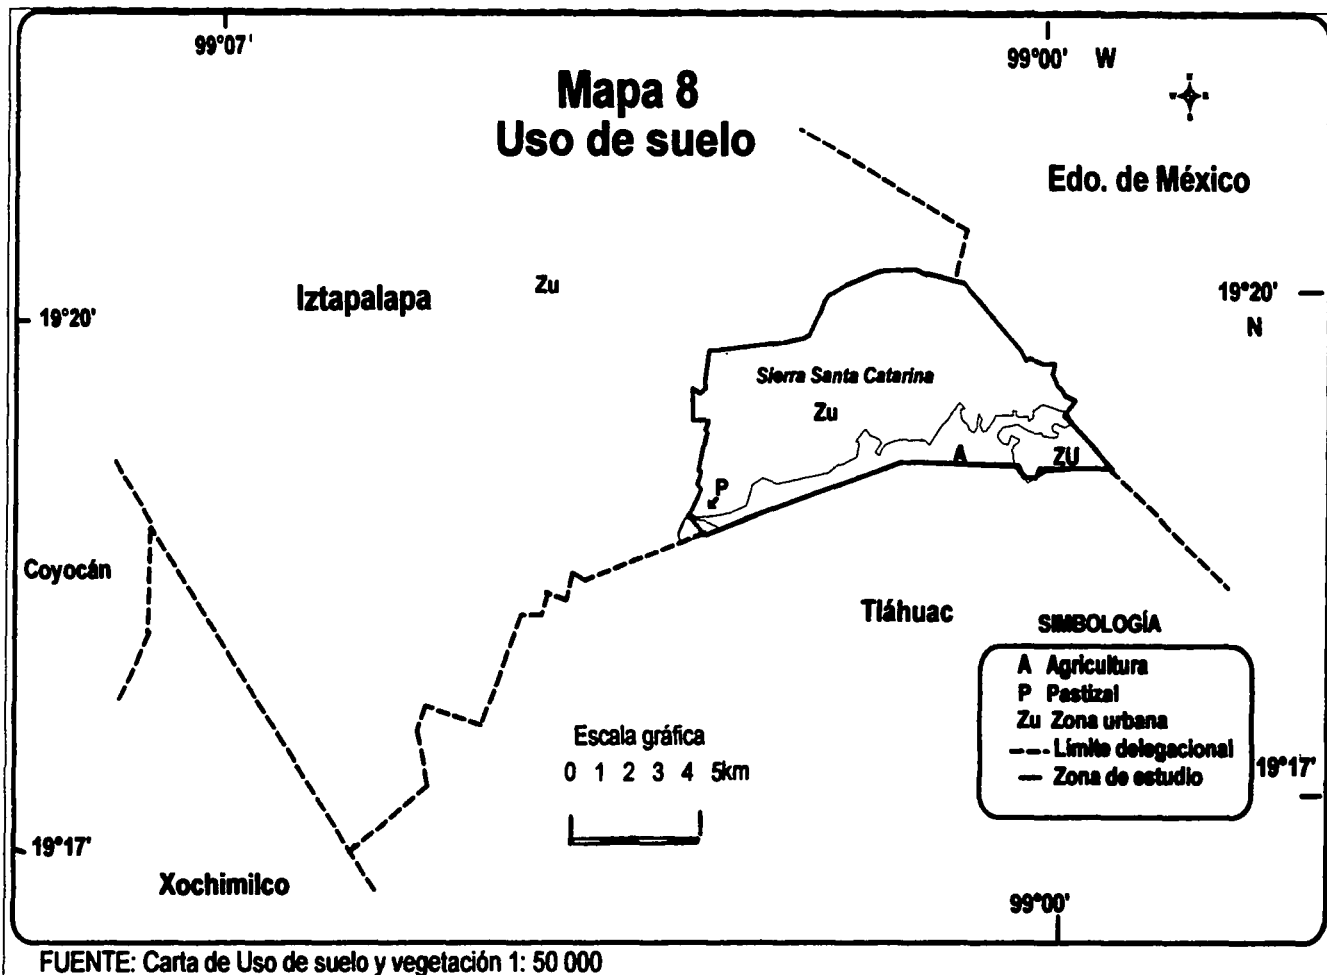 99°07'
99°00' W
Mapa 8
Uso de suelo
Edo. de México
Iztapalapa
Zu
19°20'
19°20'
N
Sierra Santa Catarina
Zu
A
ZU
P
Coyocán
Tláhuac
SIMBOLOGÍA
A Agricultura
P Pastizal
Zu Zona urbana
Límite delegacional
Zona de estudio
Escala gráfica
0 1 2 3 4 5km
19°17'
19°17'
Xochimilco
99°00'
FUENTE: Carta de Uso de suelo y vegetación 1: 50 000